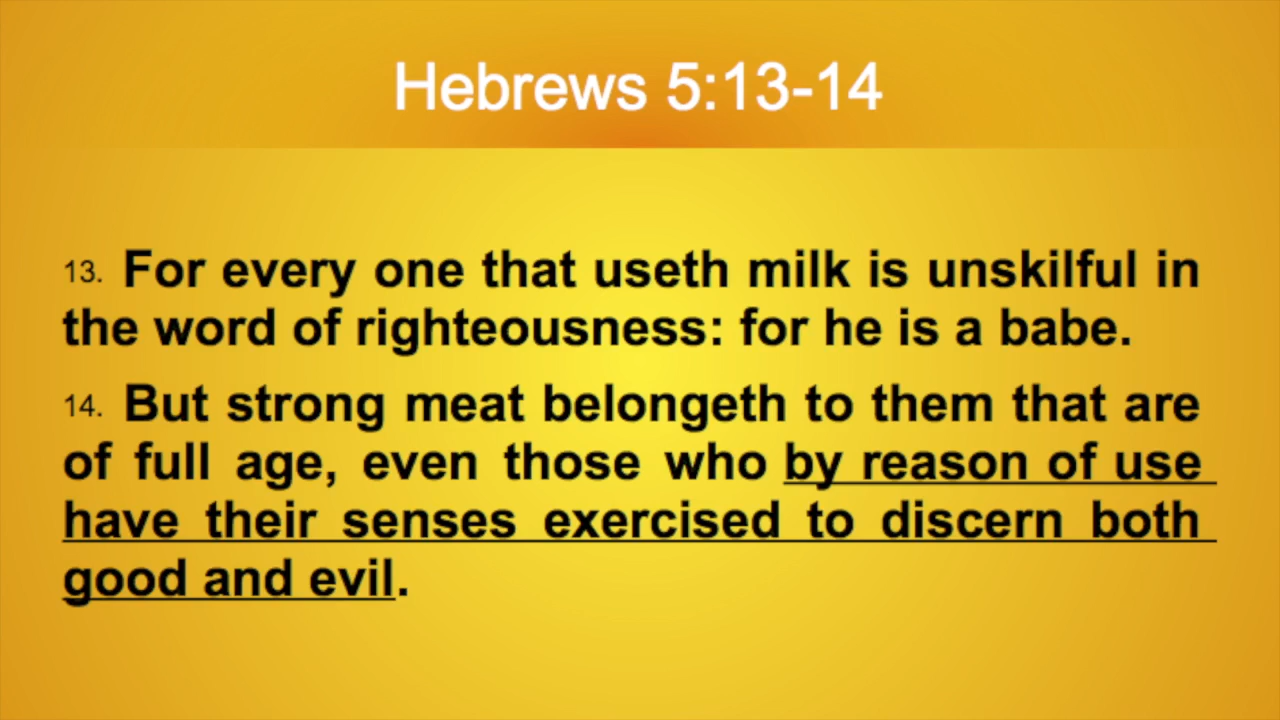 Hebrews 5:13-14
13. For every one that useth milk is unskilful in
the word of righteousness: for he is a babe.
14. But strong meat belongeth to them that are
of full age, even those who by reason of use
have their senses exercised to discern both
good and evil.